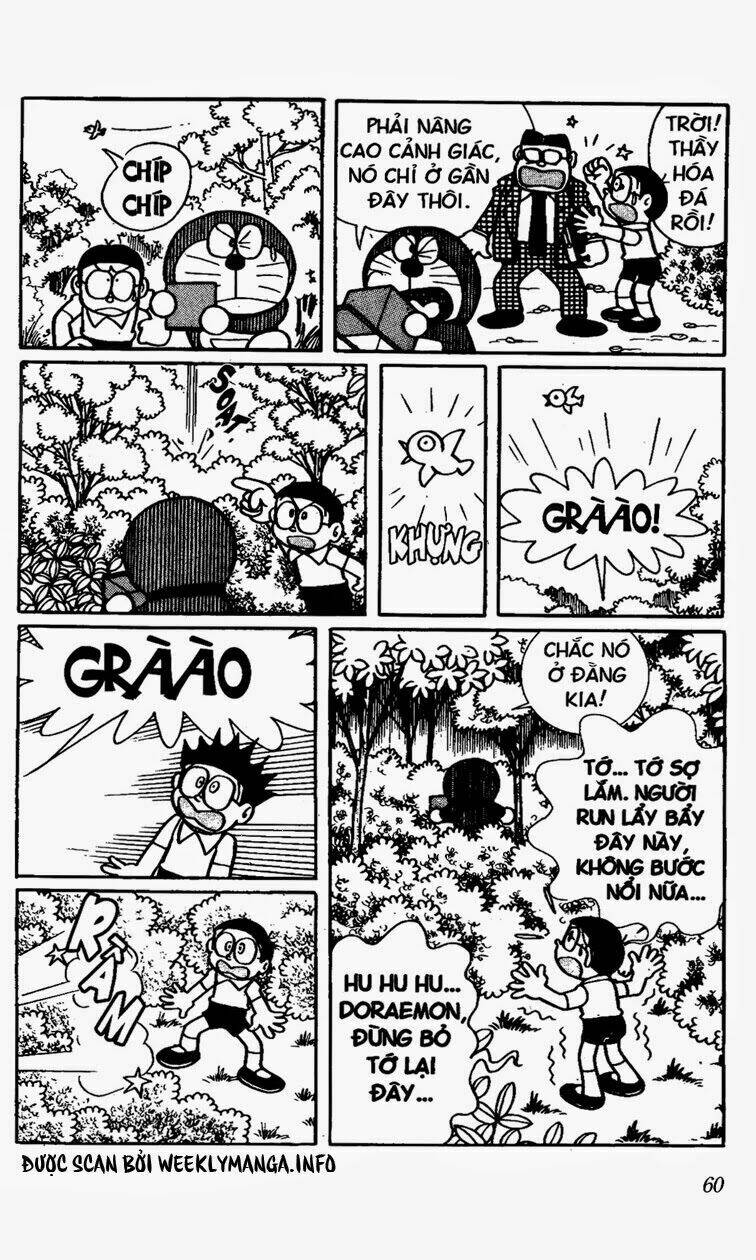 CHÍP
CHÍP
PHẢI NÂNG
CAO CẢNH GIÁC,
NÓ CHỈ Ở GẦN
ĐÂY THÔI.
TRỜI!
THẦY
HÓA
ĐÁ
RỒI!
SOẠT
KHỰNG
GRÀÀO!
GRÀÀO
CHẮC NÓ
Ở ĐẰNG
KIA!
TỚ... TỚ SỢ
LẮM. NGƯỜI
RUN LẨY BẨY
ĐÂY NÀY,
KHÔNG BƯỚC
NỔI NỮA...
RẦM
HU HU HU...
DORAEMON,
ĐỪNG BỎ
TỚ LẠI
ĐÂY...
ĐƯỢC SCAN BỞI WEEKLYMANGA.INFO
60